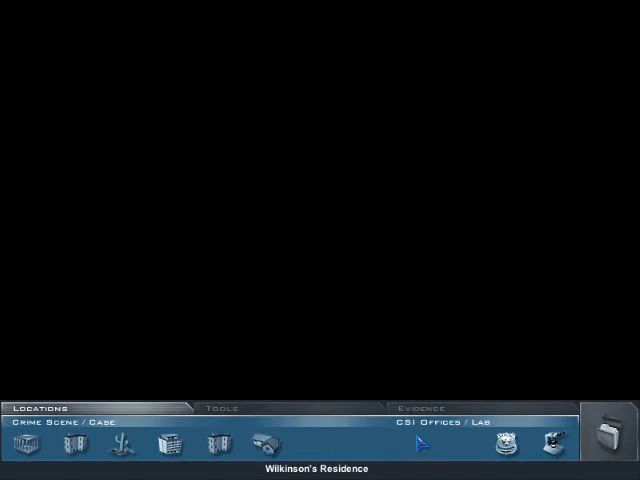 Locations Tools Evidence
Crime Scene / Case CSI Offices / Lab
Wilkinson's Residence